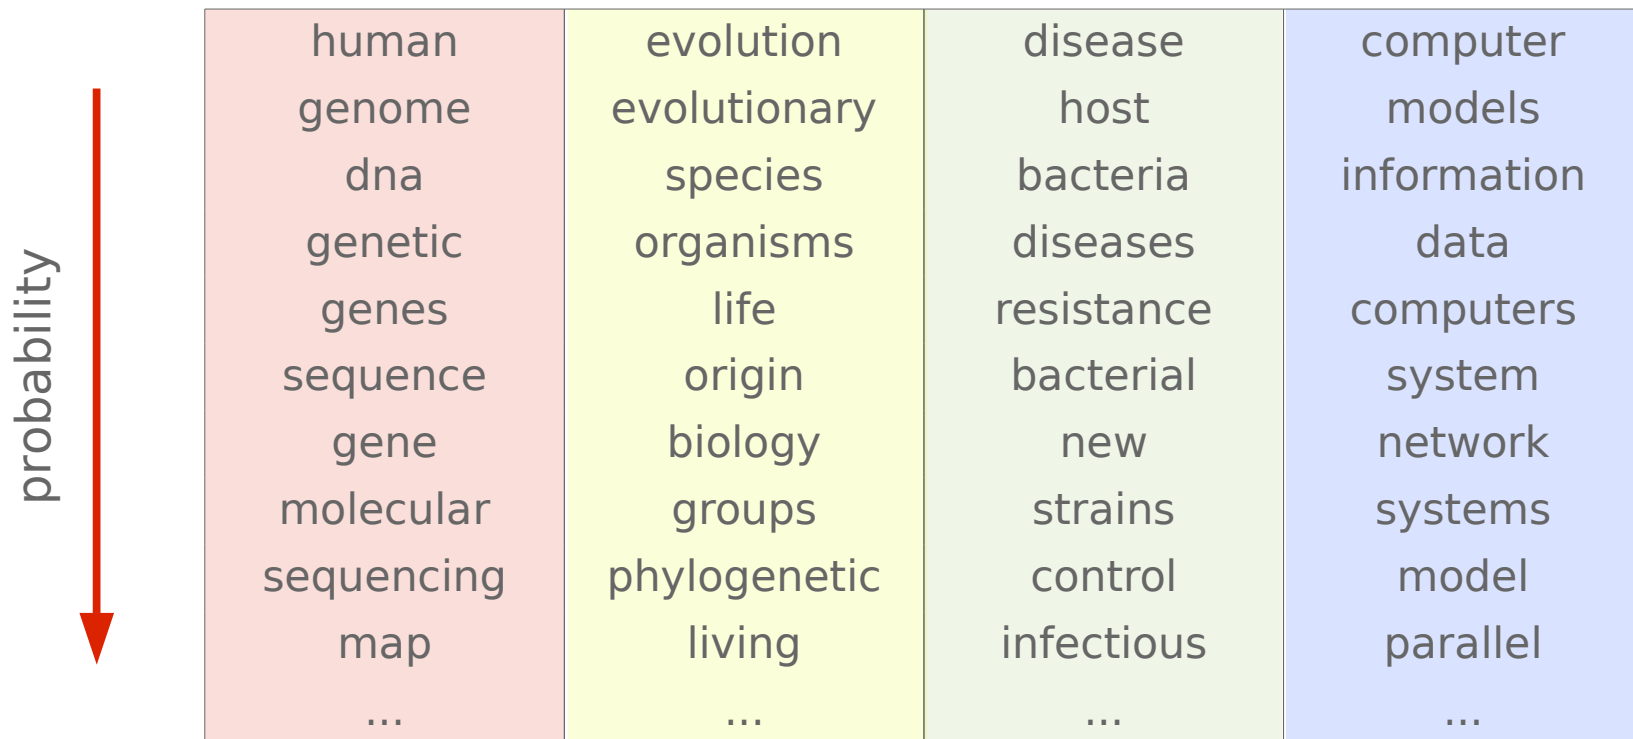 probability
human evolution disease computer
genome evolutionary host models
dna species bacteria information
genetic organisms diseases data
genes life resistance computers
sequence origin bacterial system
gene biology new network
molecular groups strains systems
sequencing phylogenetic control model
map living infectious parallel
... ... ... ...